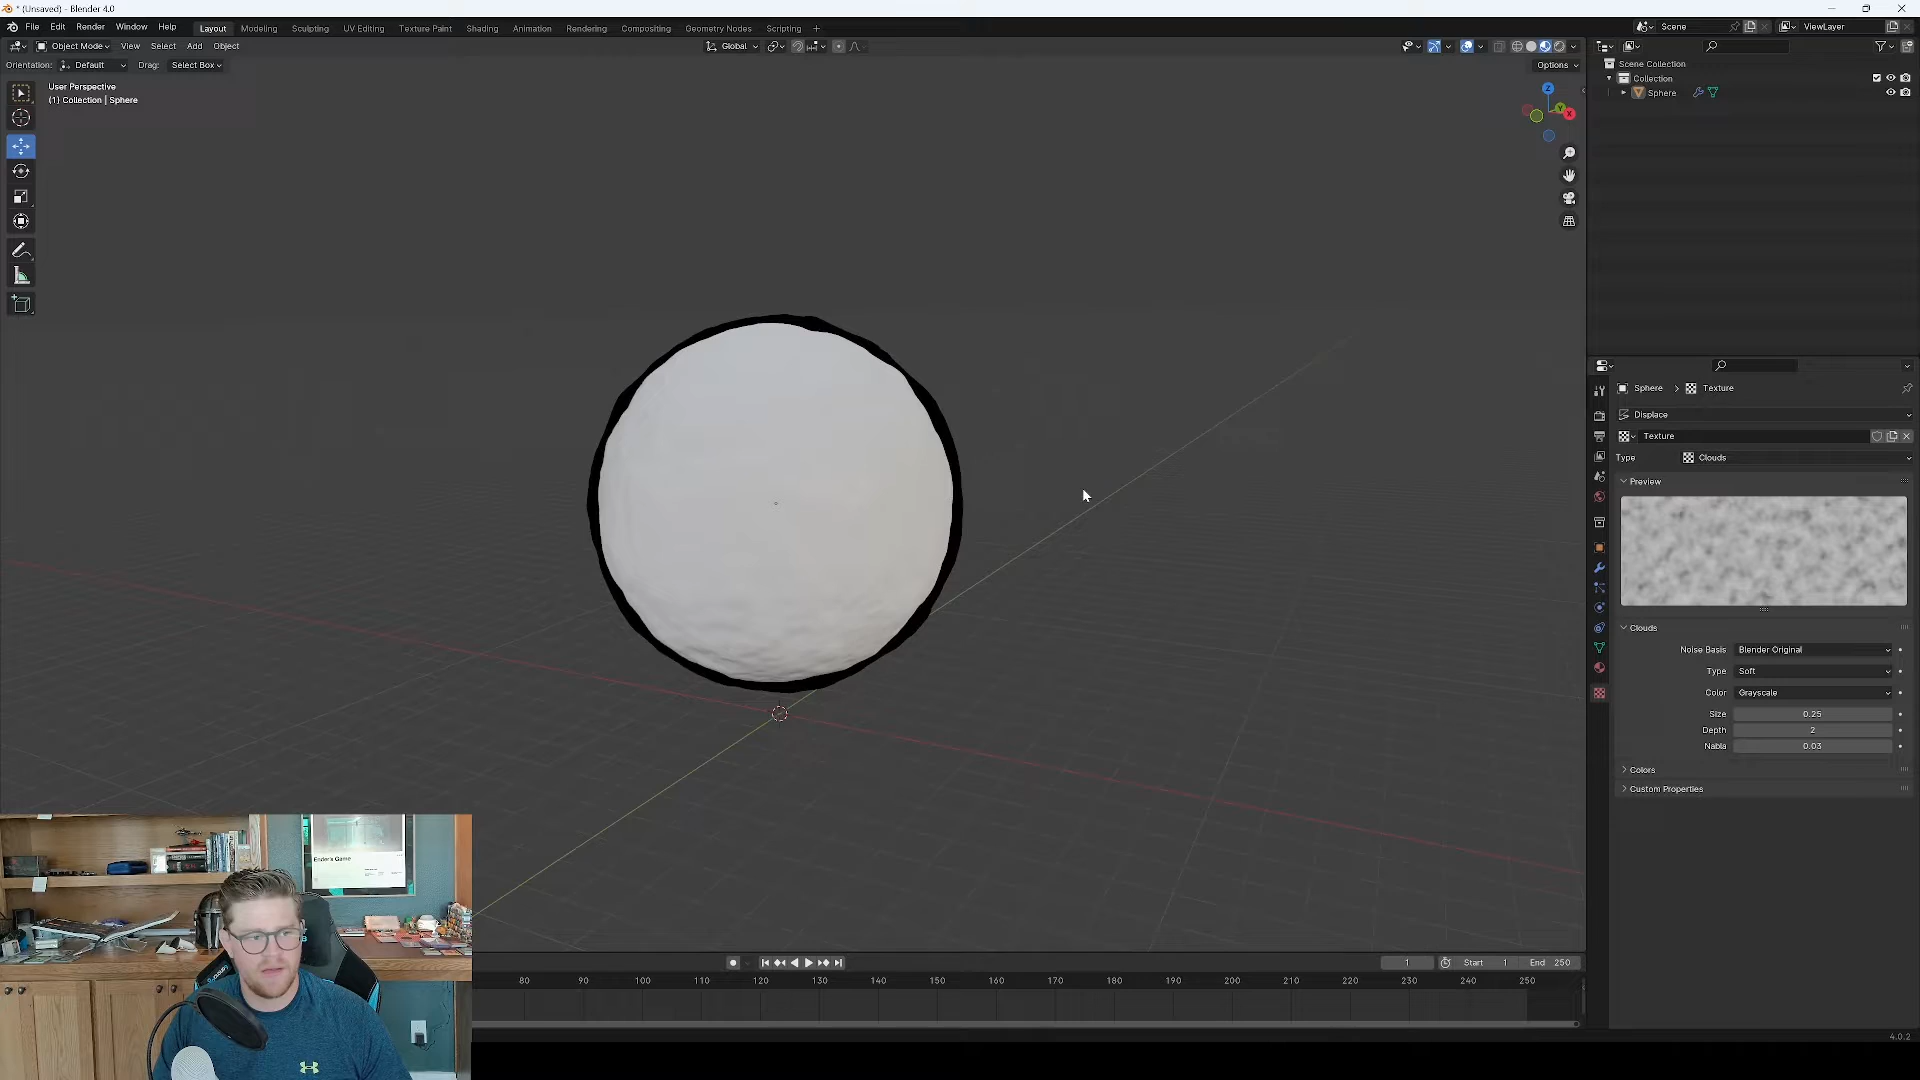 * (Unsaved) - Blender 4.0
File Edit Render Window Help Layout Modeling Sculpting UV Editing Texture Paint Shading Animation Rendering Compositing Geometry Nodes Scripting + Scene ViewLayer
Object Mode View Select Add Object Global
Orientation: Default Drag: Select Box Options
User Perspective
(1) Collection | Sphere
Z
Y
X
Scene Collection
Collection
Sphere
Sphere > Texture
Displace
Texture
Type Clouds
Preview
Clouds
Noise Basis Blender Original
Type Soft
Color Grayscale
Size 0.25
Depth 2
Nabla 0.03
Colors
Custom Properties
Ender's Game
1 Start 1 End 250
80 90 100 110 120 130 140 150 160 170 180 190 200 210 220 230 240 250
4.0.2